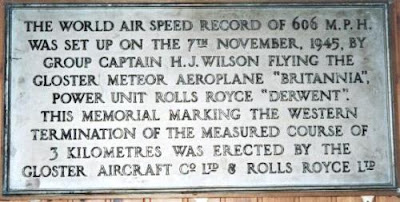 THE WORLD AIR SPEED RECORD OF 606 M.P.H.
WAS SET UP ON THE 7TH NOVEMBER, 1945, BY
GROUP CAPTAIN H.J. WILSON FLYING THE
GLOSTER METEOR AEROPLANE "BRITANNIA",
POWER UNIT ROLLS ROYCE "DERWENT".
THIS MEMORIAL MARKING THE WESTERN
TERMINATION OF THE MEASURED COURSE OF
3 KILOMETRES WAS ERECTED BY THE
GLOSTER AIRCRAFT CO LTD & ROLLS ROYCE LTD